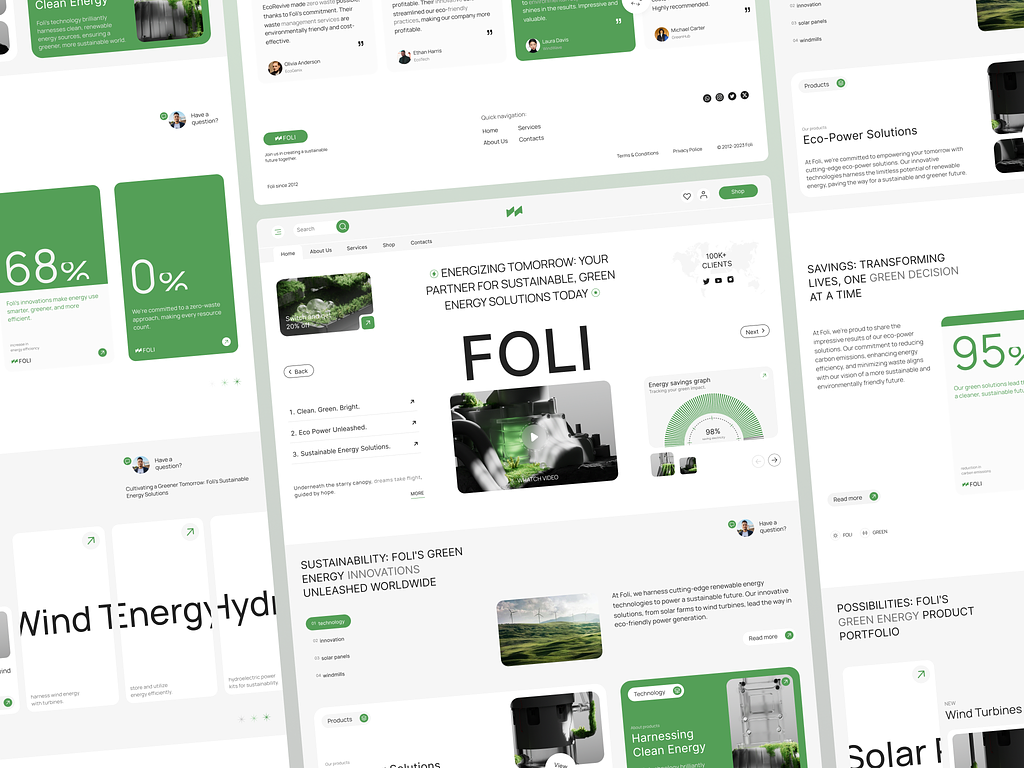 Clean Energy
Foli's brilliantly
harnesses clean, renewable
energy sources, ensuring a
greener, more sustainable world.
Have a
question?
68%
Foli's innovations make energy use
smarter, greener, and more
efficient.
increase in
energy efficiency
FOLI
0%
We're committed to a zero-waste
approach, making every resource
count.
FOLI
Have a
question?
Cultivating a Greener Tomorrow: Foli's Sustainable
Energy Solutions
Wind T
harness wind energy
with turbines.
Energy
store and utilize
energy efficiently.
Hydr
hydroelectric power
kits for sustainability
wind
EcoRevive made zero waste possible
thanks to Foli's commitment. Their
waste management services are
environmentally friendly and cost-
effective.
Olivia Anderson
profitable. Their innovative
streamlined our eco-friendly
practices, making our company more
profitable.
Ethan Harris
EcoTech
shines in the results. Impressive and
valuable.
Laura Davis
Highly recommended.
Michael Carter
FOLI
Join us in creating a sustainable
future together.
Foli since 2012
Quick navigation:
Home
Services
About Us
Contacts
Terms & Conditions
Privacy Policy
© 2012-2023 Foli
Search
Shop
Home
About Us
Services
Shop
Contacts
Switch and get
20% off
ENERGIZING TOMORROW: YOUR
PARTNER FOR SUSTAINABLE, GREEN
ENERGY SOLUTIONS TODAY
100K+
CLIENTS
FOLI
Back
Next
1. Clean, Green, Bright.
2. Eco Power Unleashed.
3. Sustainable Energy Solutions.
Underneath the starry canopy, dreams take flight,
guided by hope.
MORE
WHATCH VIDEO
Energy savings graph
Tracking your green impact.
98%
Have a
question?
SUSTAINABILITY: FOLI'S GREEN
ENERGY INNOVATIONS
UNLEASHED WORLDWIDE
01 technology
02 innovation
03 solar panels
04 windmills
At Foli, we harness cutting-edge renewable energy
technologies to power a sustainable future. Our innovative
solutions, from solar farms to wind turbines, lead the way in
eco-friendly power generation.
Read more
Products
Our products
Solutions
View
Technology
About products
Harnessing
Clean Energy
innovation
03 solar panels
04 windmills
Products
Our products
Eco-Power Solutions
At Foli, we're committed to empowering your tomorrow with
cutting-edge eco-power solutions. Our innovative
technologies harness the limitless potential of renewable
energy, paving the way for a sustainable and greener future.
SAVINGS: TRANSFORMING
LIVES, ONE GREEN DECISION
AT A TIME
At Foli, we're proud to share the
impressive results of our eco-power
solutions. Our commitment to reducing
carbon emissions, enhancing energy
efficiency, and minimizing waste aligns
with our vision of a more sustainable and
environmentally friendly future.
95%
Our green solutions lead th
a cleaner, sustainable futu
reduction in
carbon emissions
FOLI
Read more
FOLI
GREEN
POSSIBILITIES: FOLI'S
GREEN ENERGY PRODUCT
PORTFOLIO
Solar P
NEW
Wind Turbines